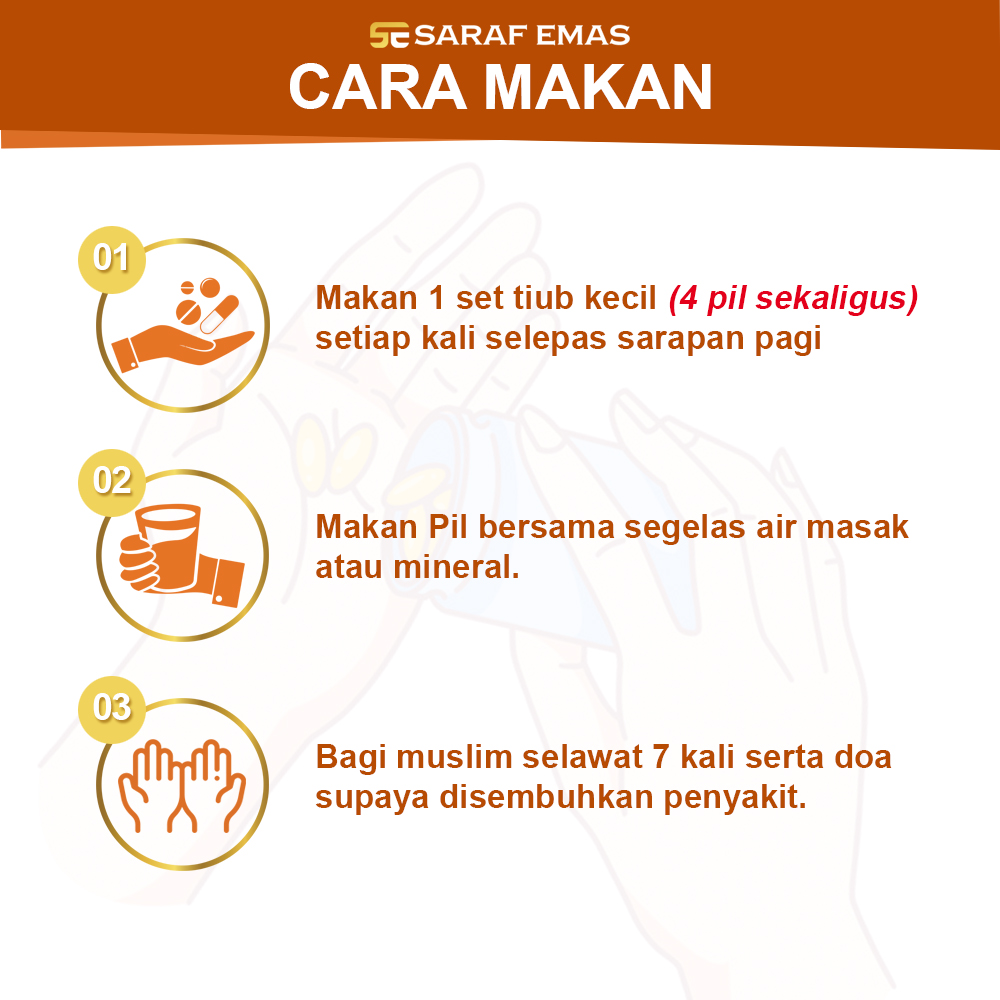 SE SARAF EMAS
CARA MAKAN
01
Makan 1 set tiub kecil (4 pil sekaligus)
setiap kali selepas sarapan pagi
02
Makan Pil bersama segelas air masak
atau mineral.
03
Bagi muslim selawat 7 kali serta doa
supaya disembuhkan penyakit.